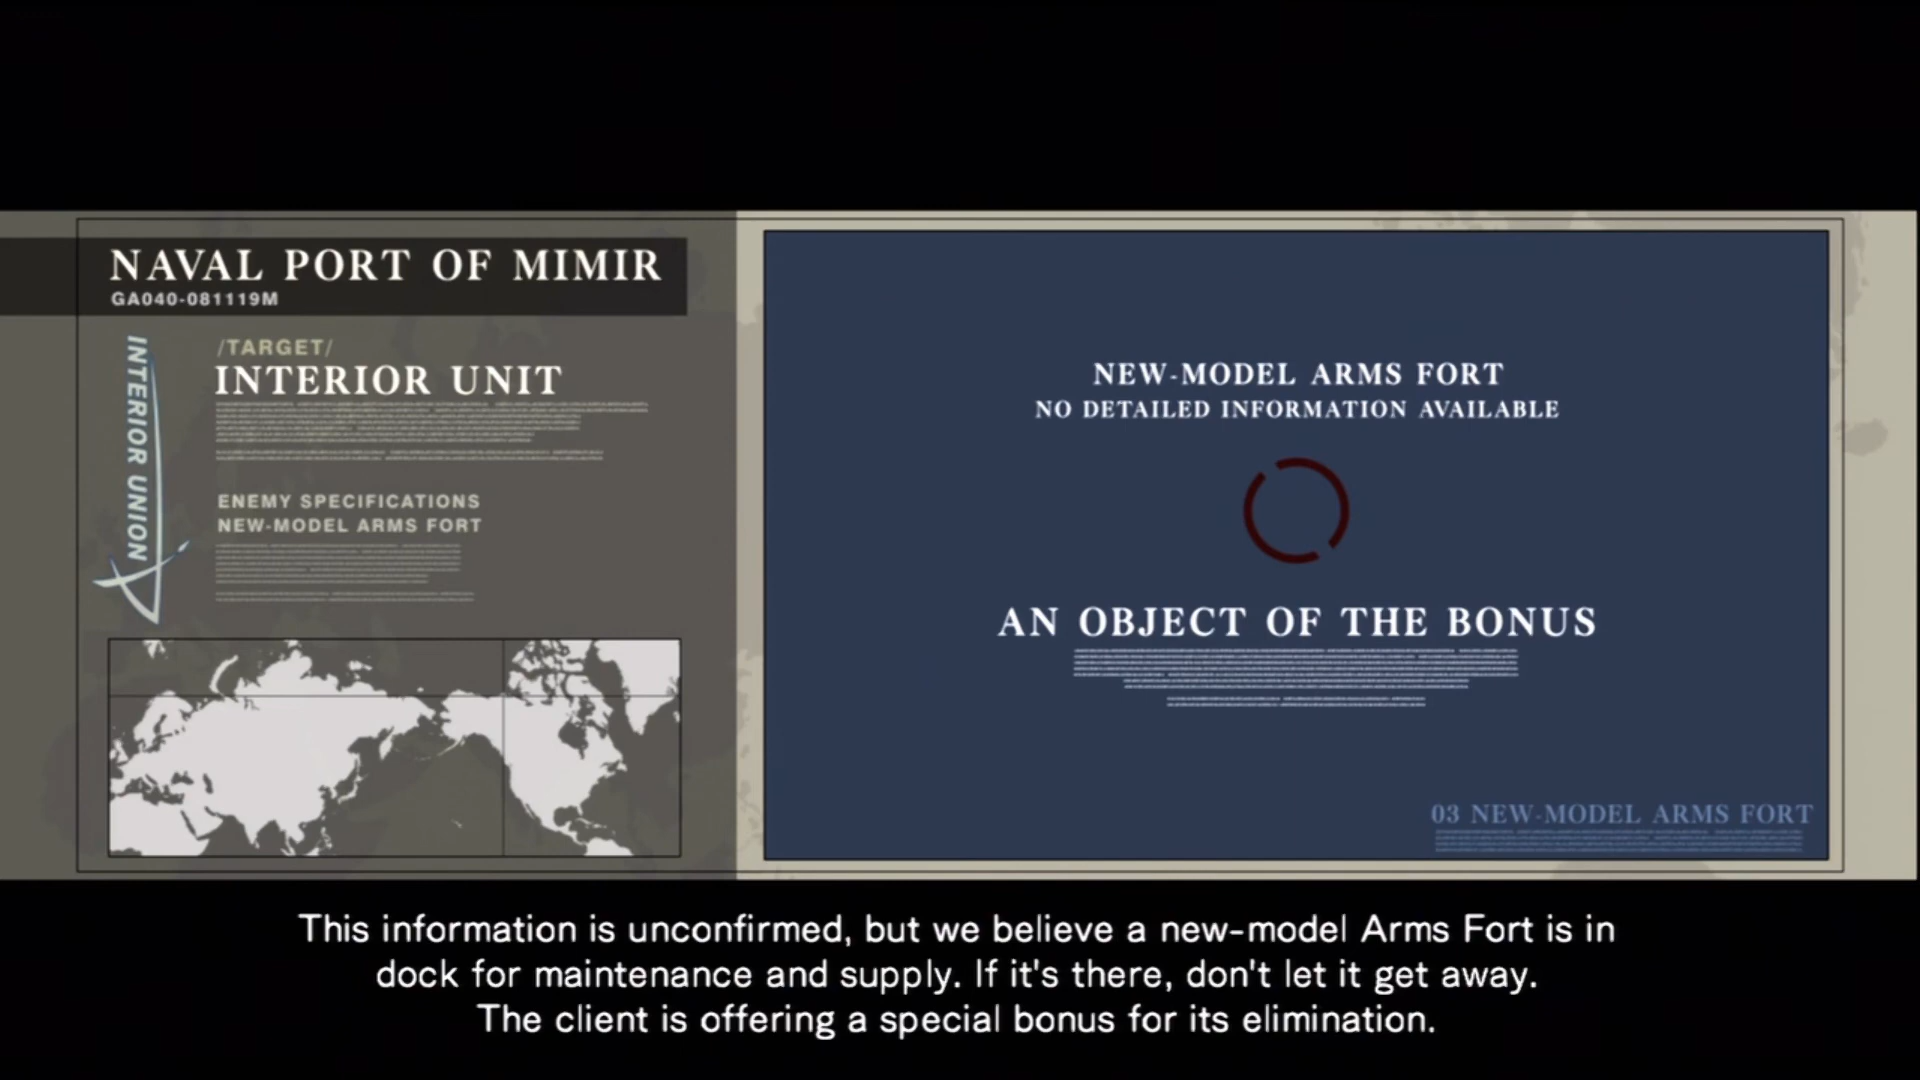 NAVAL PORT OF MIMIR
GA040-081119M
INTERIOR UNION
/TARGET/
INTERIOR UNIT
ENEMY SPECIFICATIONS
NEW-MODEL ARMS FORT
NEW-MODEL ARMS FORT
NO DETAILED INFORMATION AVAILABLE
AN OBJECT OF THE BONUS
03 NEW-MODEL ARMS FORT
This information is unconfirmed, but we believe a new-model Arms Fort is in
dock for maintenance and supply. If it's there, don't let it get away.
The client is offering a special bonus for its elimination.